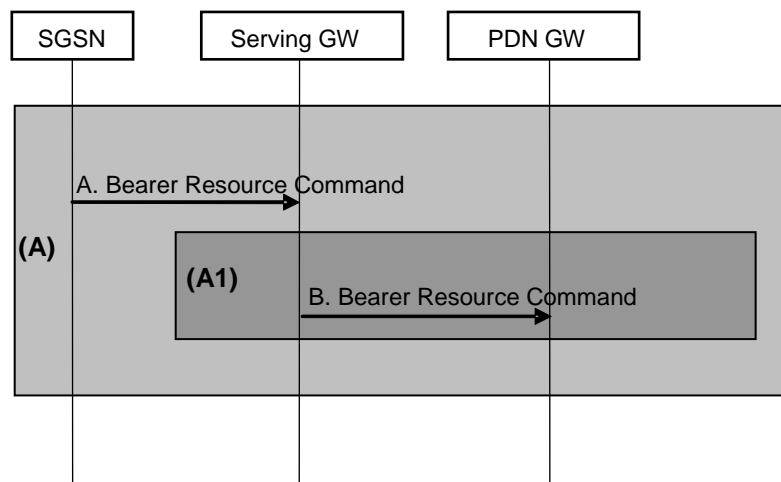 SGSN
Serving GW
PDN GW
A. Bearer Resource Command
(A)
(A1)
B. Bearer Resource Command